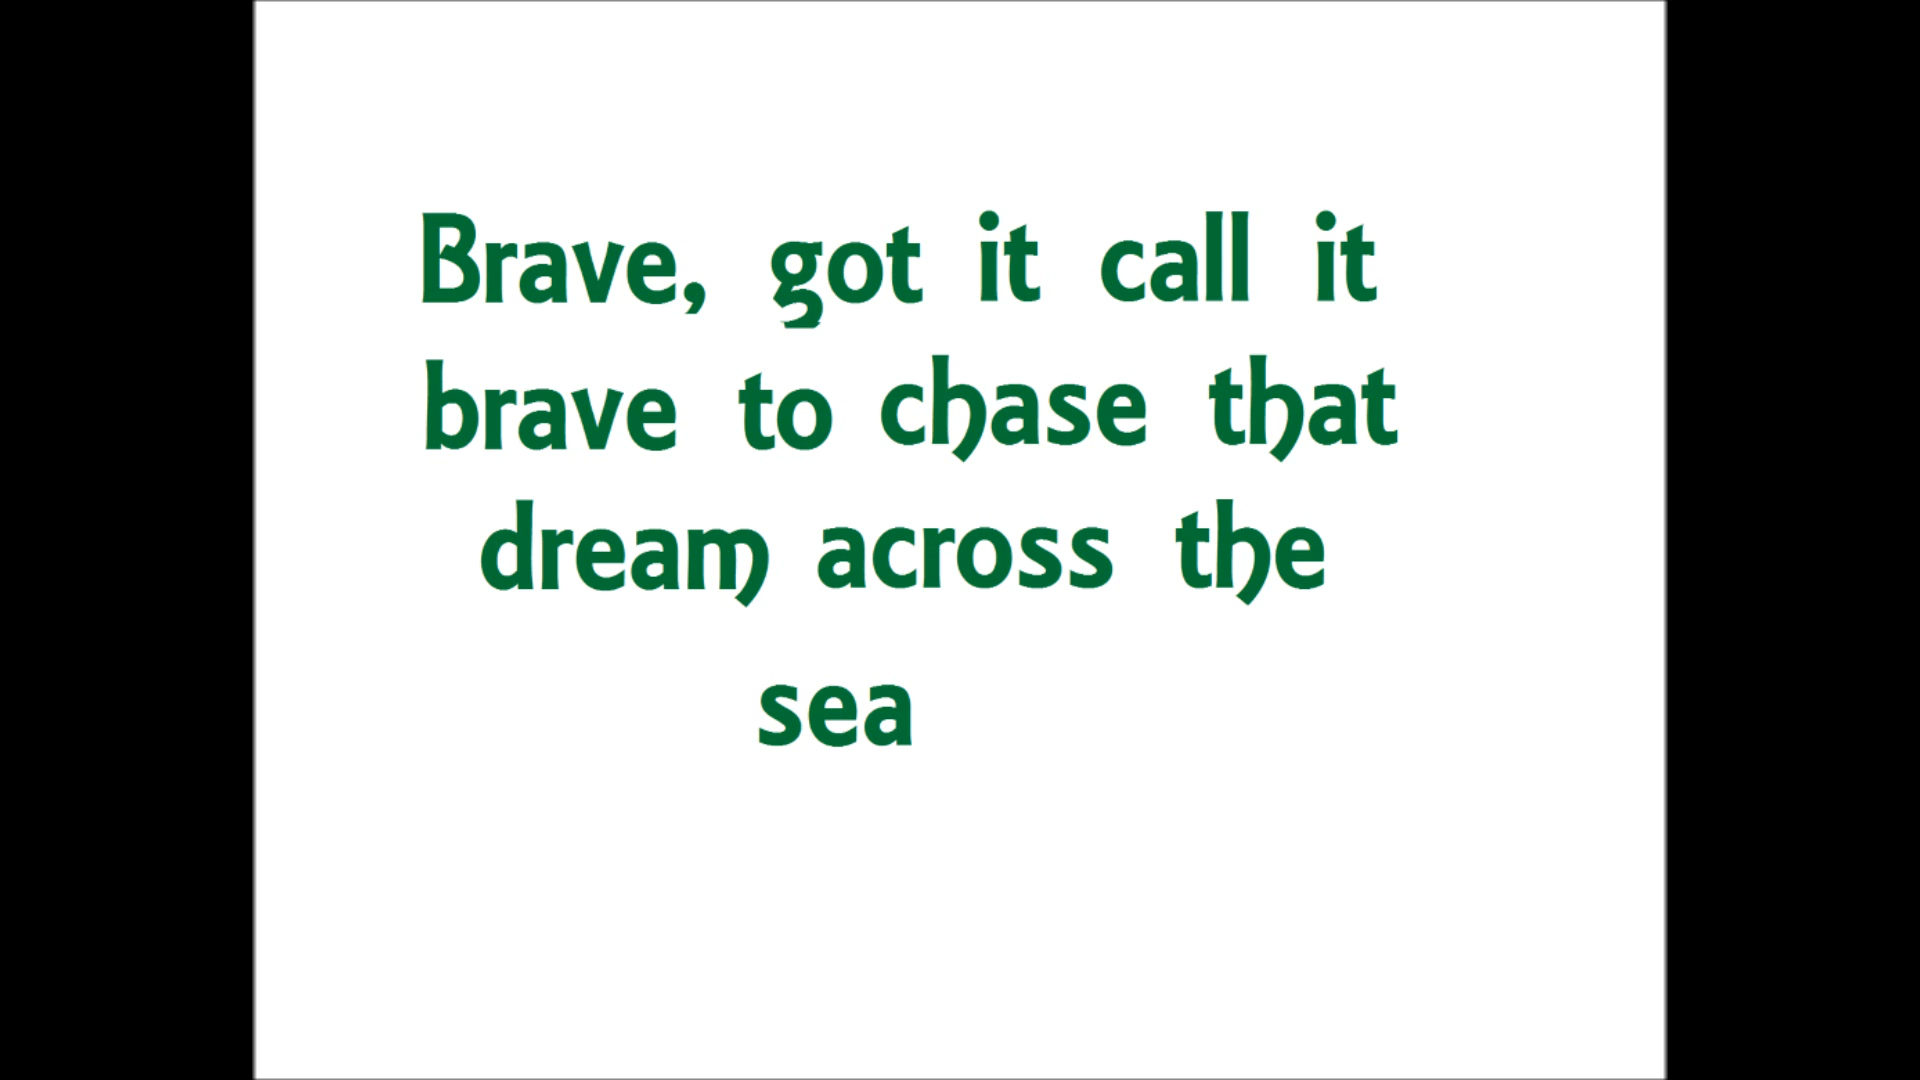 Brave, got it call it
brave to chase that
dream across the
sea